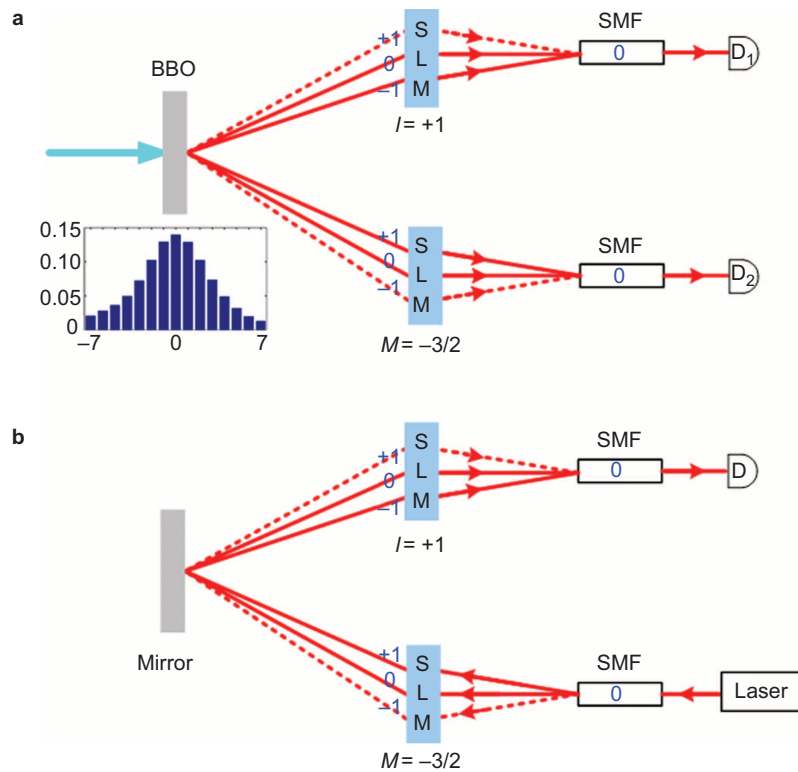 a
BBO
+1
0
–1
S
L
M
l = +1
SMF
0
D1
0.15
0.10
0.05
0
–7
0
7
+1
0
–1
S
L
M
M = –3/2
SMF
0
D2
b
Mirror
+1
0
–1
S
L
M
l = +1
SMF
0
D
+1
0
–1
S
L
M
M = –3/2
SMF
0
Laser